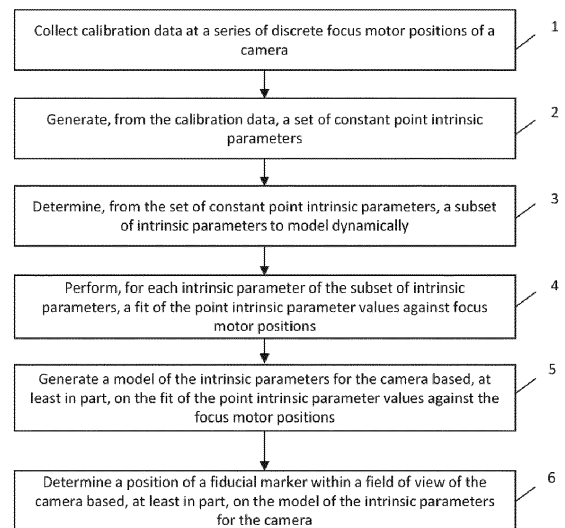 Collect calibration data at a series of discrete focus motor positions of a
camera
1
Generate, from the calibration data, a set of constant point intrinsic
parameters
2
Determine, from the set of constant point intrinsic parameters, a subset
of intrinsic parameters to model dynamically
3
Perform, for each intrinsic parameter of the subset of intrinsic
parameters, a fit of the point intrinsic parameter values against focus
motor positions
4
Generate a model of the intrinsic parameters for the camera based, at
least in part, on the fit of the point intrinsic parameter values against the
focus motor positions
5
Determine a position of a fiducial marker within a field of view of the
camera based, at least in part, on the model of the intrinsic parameters
for the camera
6